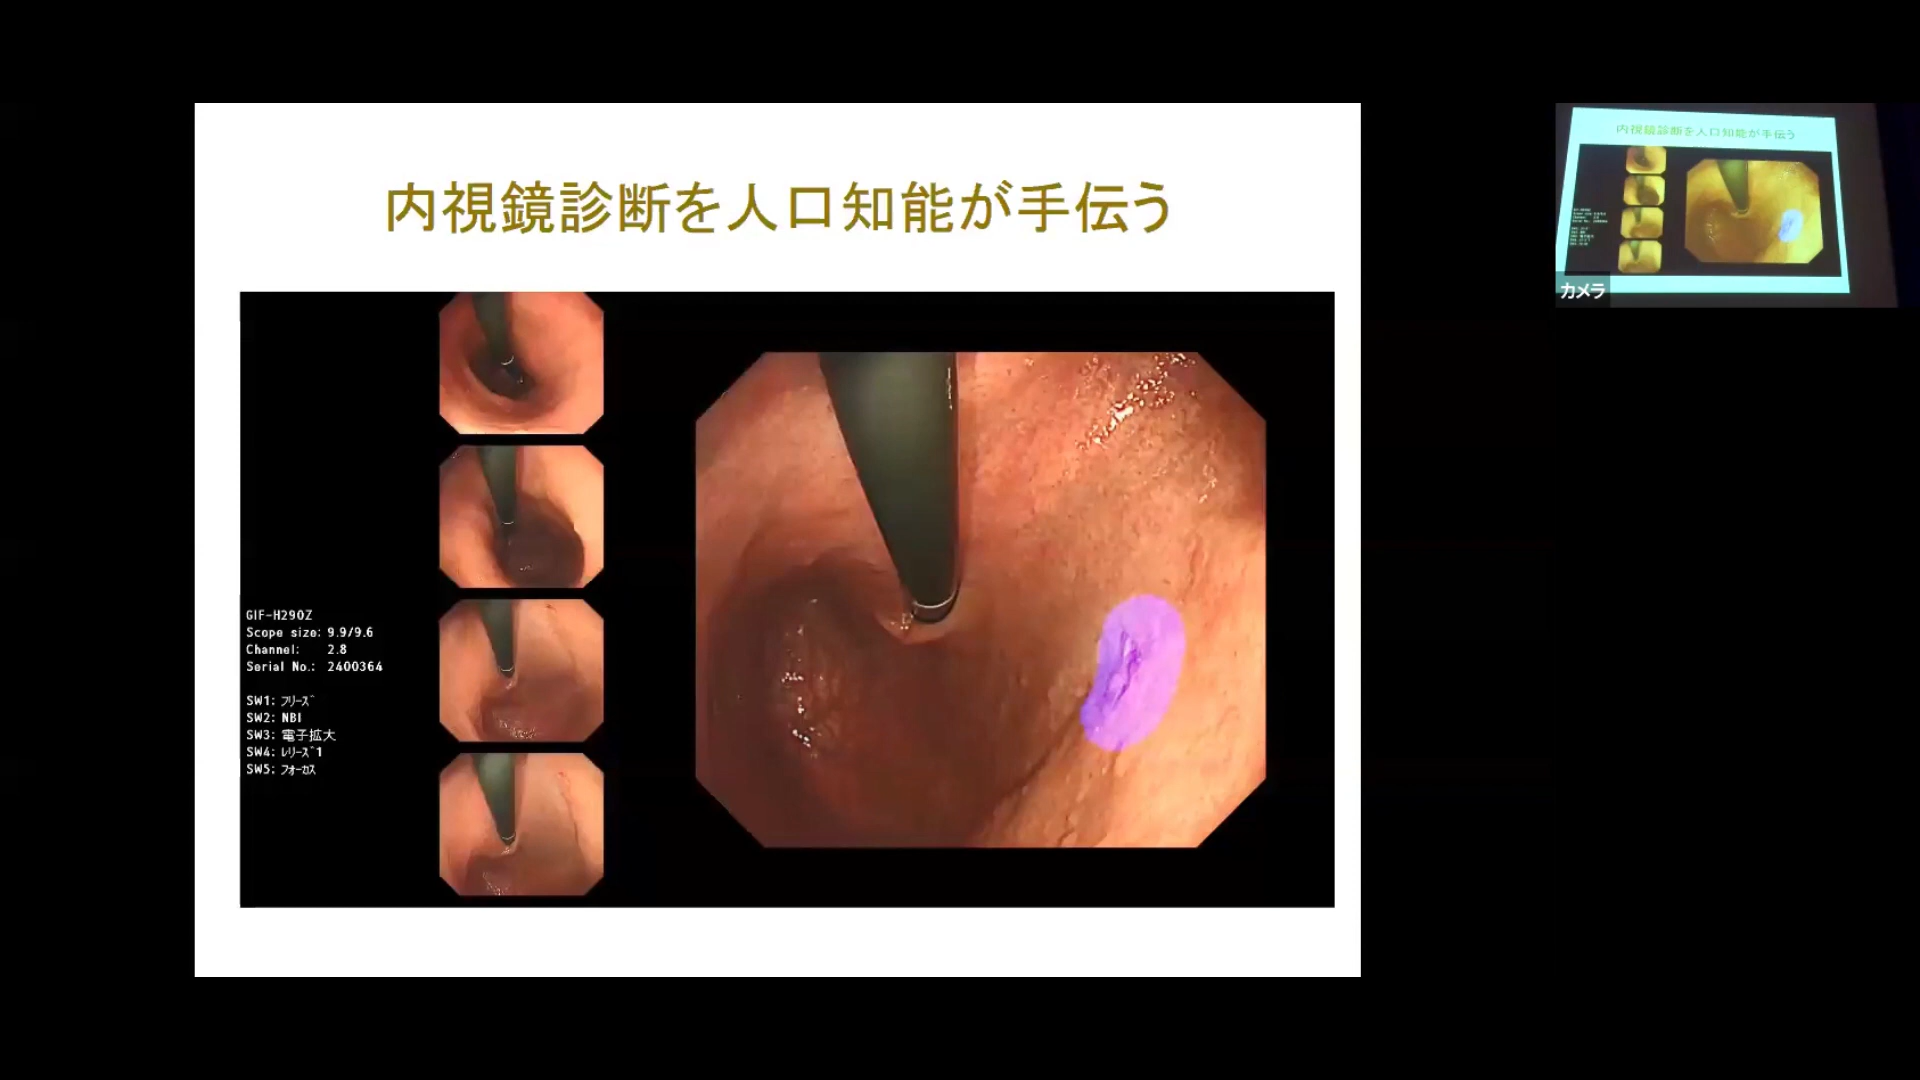 内視鏡診断を人口知能が手伝う
GIF-H290Z
Scope size: 9.9/9.6
Channel: 2.8
Serial No.: 2400364
SW1: フリーズ
SW2: NBI
SW3: 電子拡大
SW4: レリーズ1
SW5: フォーカス
内視鏡診断を人口知能が手伝う
カメラ